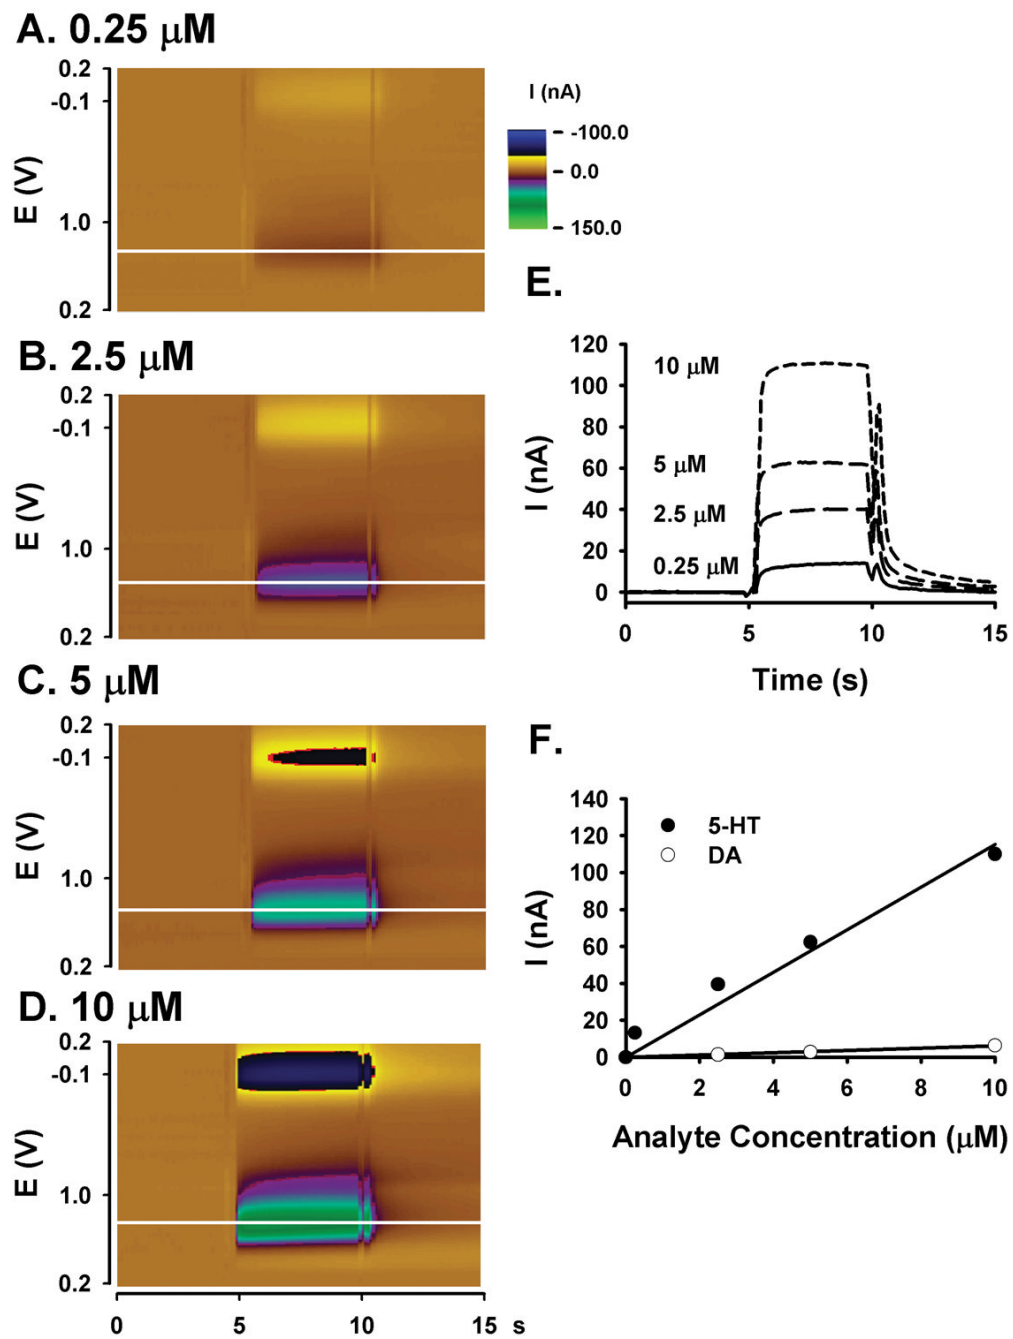 A. 0.25 μM
0.2
-0.1
1.0
0.2
E (V)
I (nA)
-100.0
0.0
150.0
B. 2.5 μM
0.2
-0.1
1.0
0.2
E (V)
C. 5 μM
0.2
-0.1
1.0
0.2
E (V)
D. 10 μM
0.2
-0.1
1.0
0.2
E (V)
0 5 10 15 s
E.
120
100
80
60
40
20
0
I (nA)
10 μM
5 μM
2.5 μM
0.25 μM
0 5 10 15
Time (s)
F.
140
120
100
80
60
40
20
0
I (nA)
5-HT
DA
0 2 4 6 8 10
Analyte Concentration (μM)